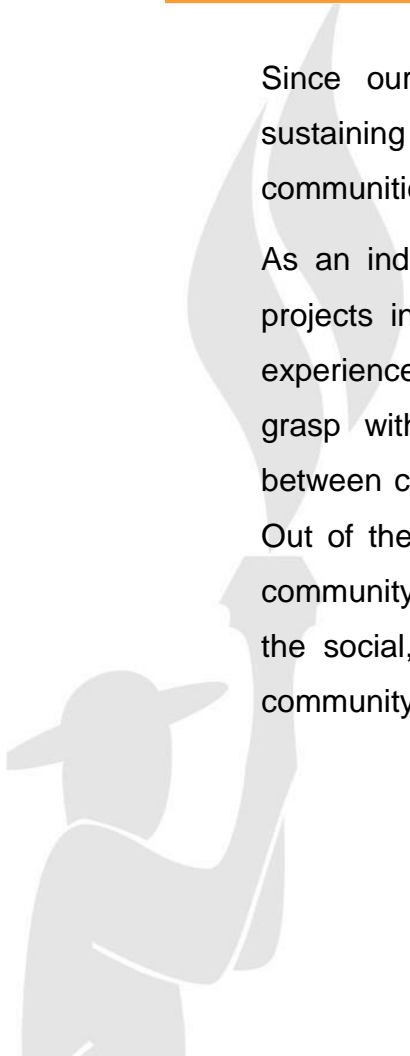 Since our
sustaining
As an ind
projects in
experience
grasp with
between c
Out of the
community
the social,
community